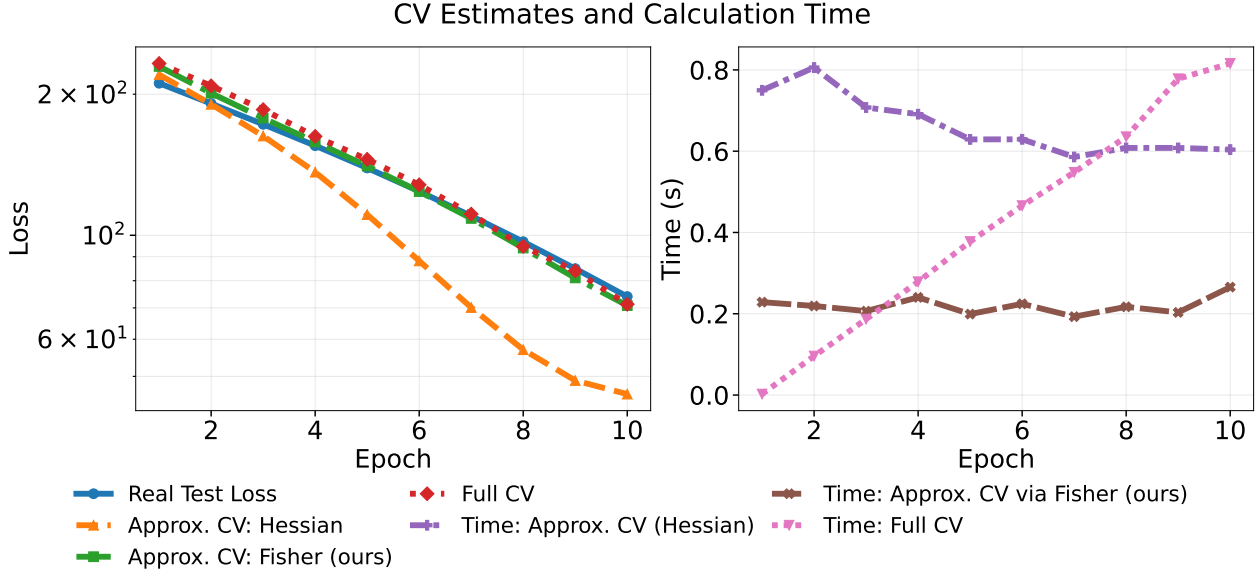 CV Estimates and Calculation Time
Loss
2 × 10²
10²
6 × 10¹
2 4 6 8 10
Epoch
Time (s)
0.8
0.6
0.4
0.2
0.0
2 4 6 8 10
Epoch
Real Test Loss
Approx. CV: Hessian
Approx. CV: Fisher (ours)
Full CV
Time: Approx. CV (Hessian)
Time: Approx. CV via Fisher (ours)
Time: Full CV